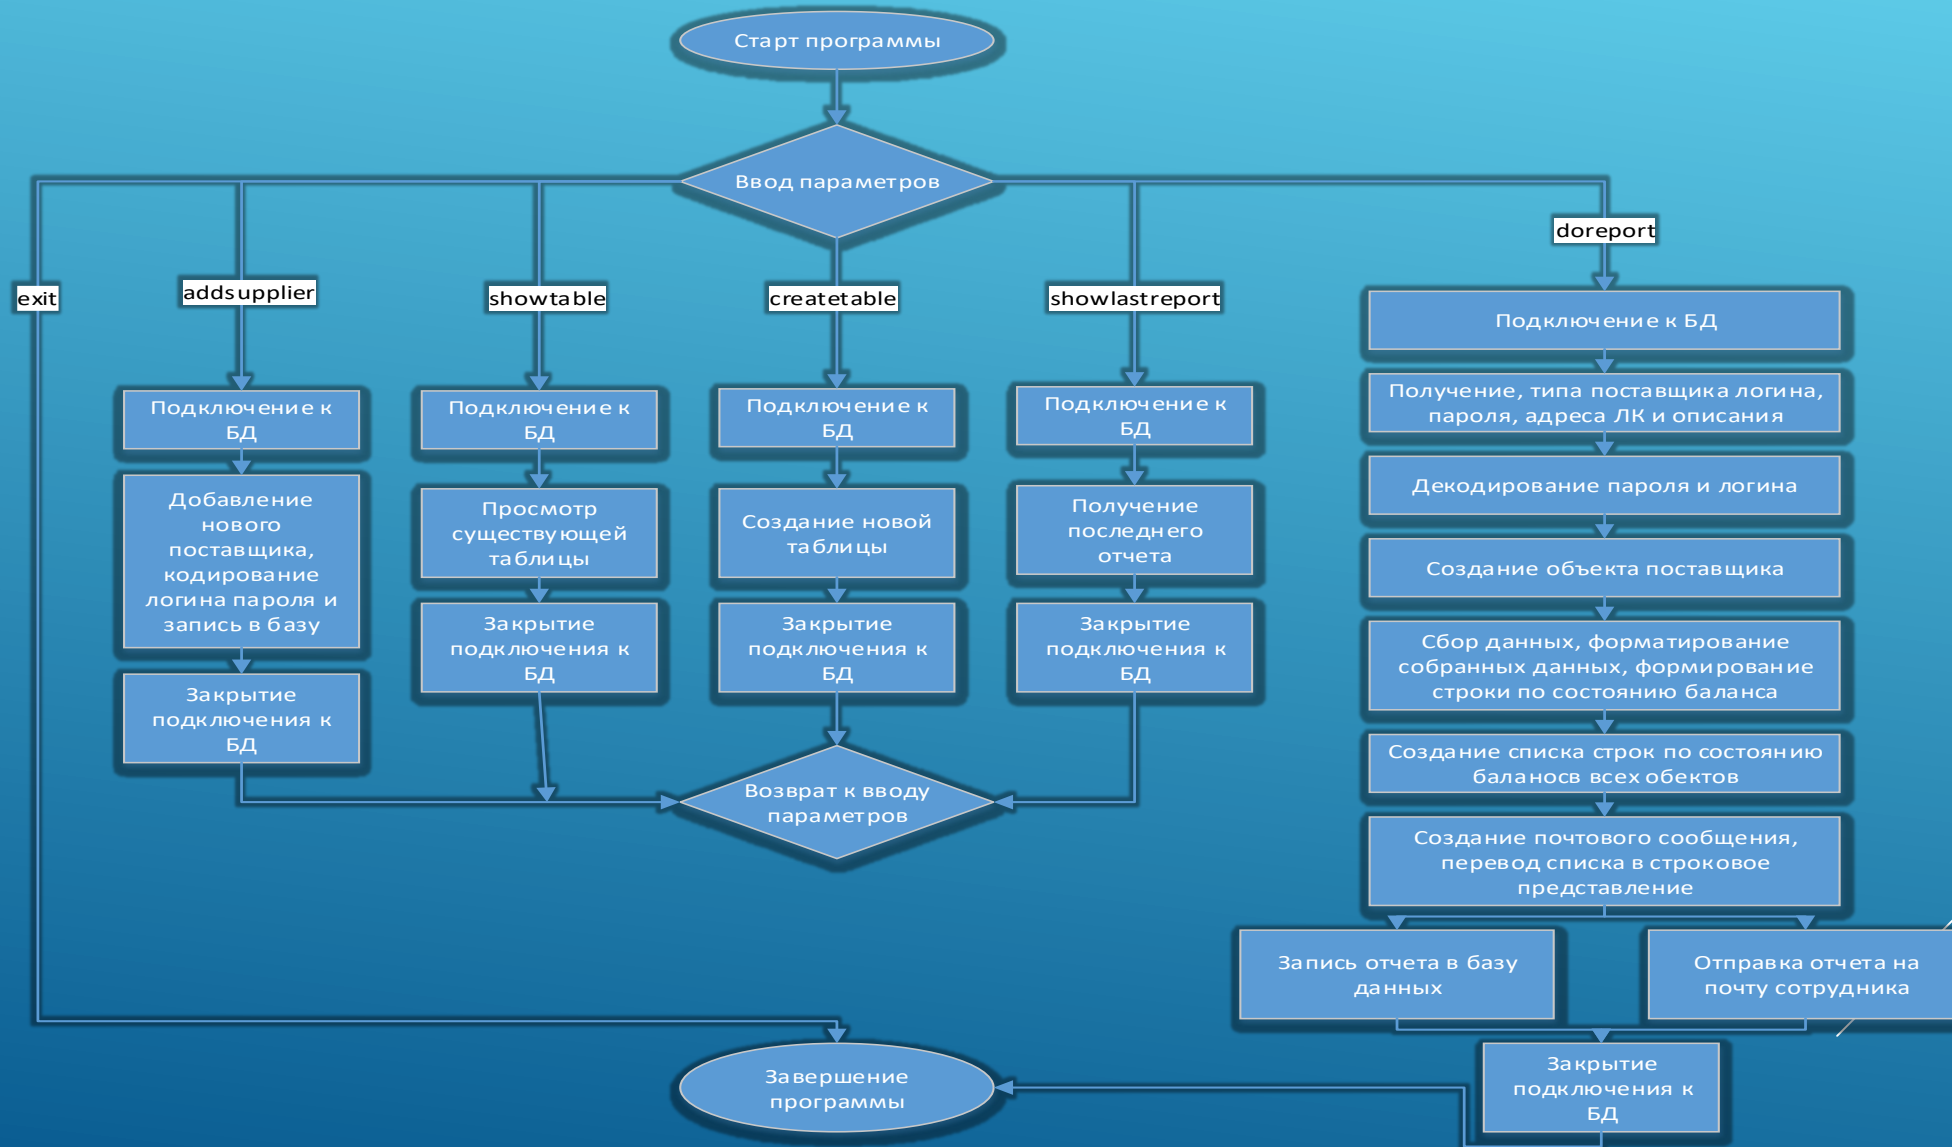 Старт программы
Ввод параметров
doreport
exit
addsupplier
showtable
createtable
showlastreport
Подключение к
БД
Добавление
нового
поставщика,
кодирование
логина пароля и
запись в базу
Закрытие
подключения к
БД
Подключение к
БД
Просмотр
существующей
таблицы
Закрытие
подключения к
БД
Подключение к
БД
Создание новой
таблицы
Закрытие
подключения к
БД
Подключение к
БД
Получение
последнего
отчета
Закрытие
подключения к
БД
Возврат к вводу
параметров
Подключение к БД
Получение, типа поставщика логина,
пароля, адреса ЛК и описания
Декодирование пароля и логина
Создание объекта поставщика
Сбор данных, форматирование
собранных данных, формирование
строки по состоянию баланса
Создание списка строк по состоянию
баланосв всех обектов
Создание почтового сообщения,
перевод списка в строковое
представление
Запись отчета в базу
данных
Отправка отчета на
почту сотрудника
Закрытие
подключения к
БД
Завершение
программы